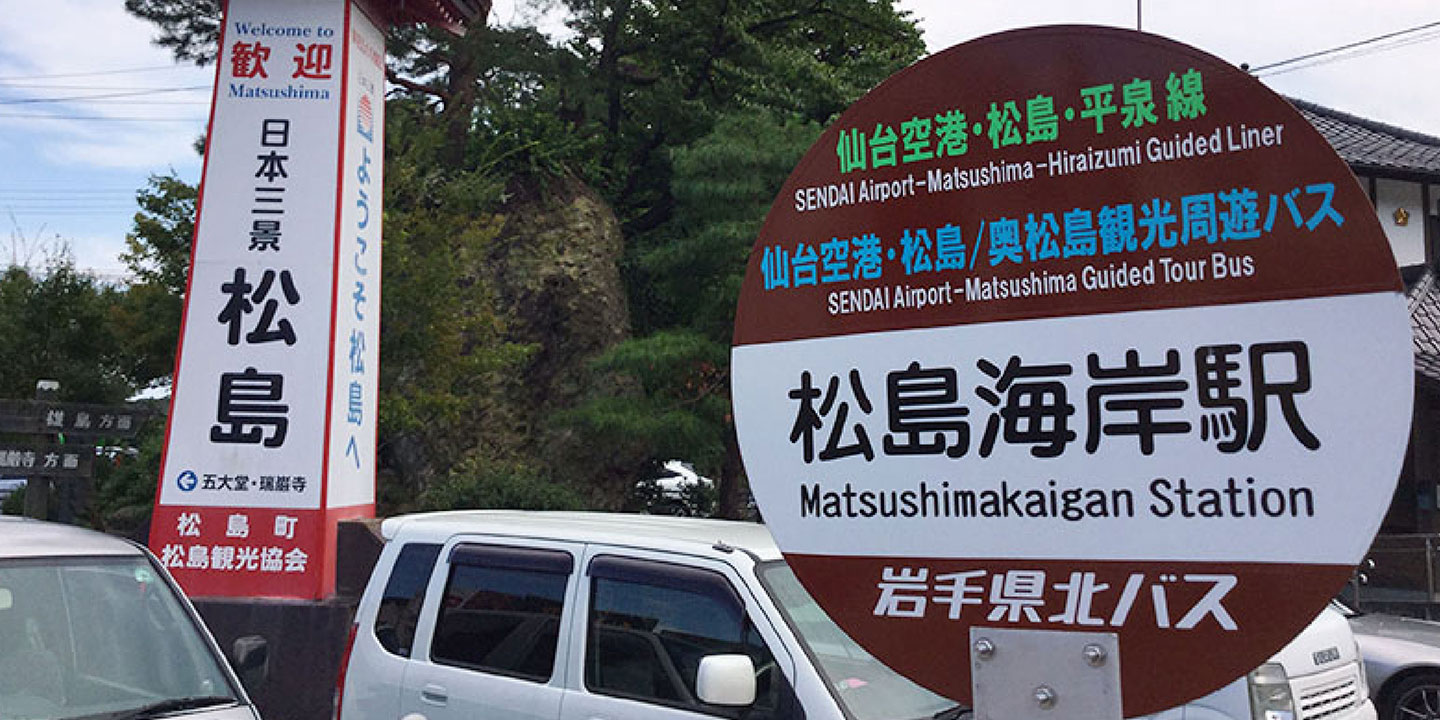 Welcome to
歓迎
Matsushima
日本三景
松島
五大堂・瑞巌寺
松島町
松島観光協会
ようこそ松島へ
雄島方面
瑞巌寺方面
仙台空港・松島・平泉線
SENDAI Airport-Matsushima-Hiraizumi Guided Liner
仙台空港・松島/奥松島観光周遊バス
SENDAI Airport-Matsushima Guided Tour Bus
松島海岸駅
Matsushimakaigan Station
岩手県北バス